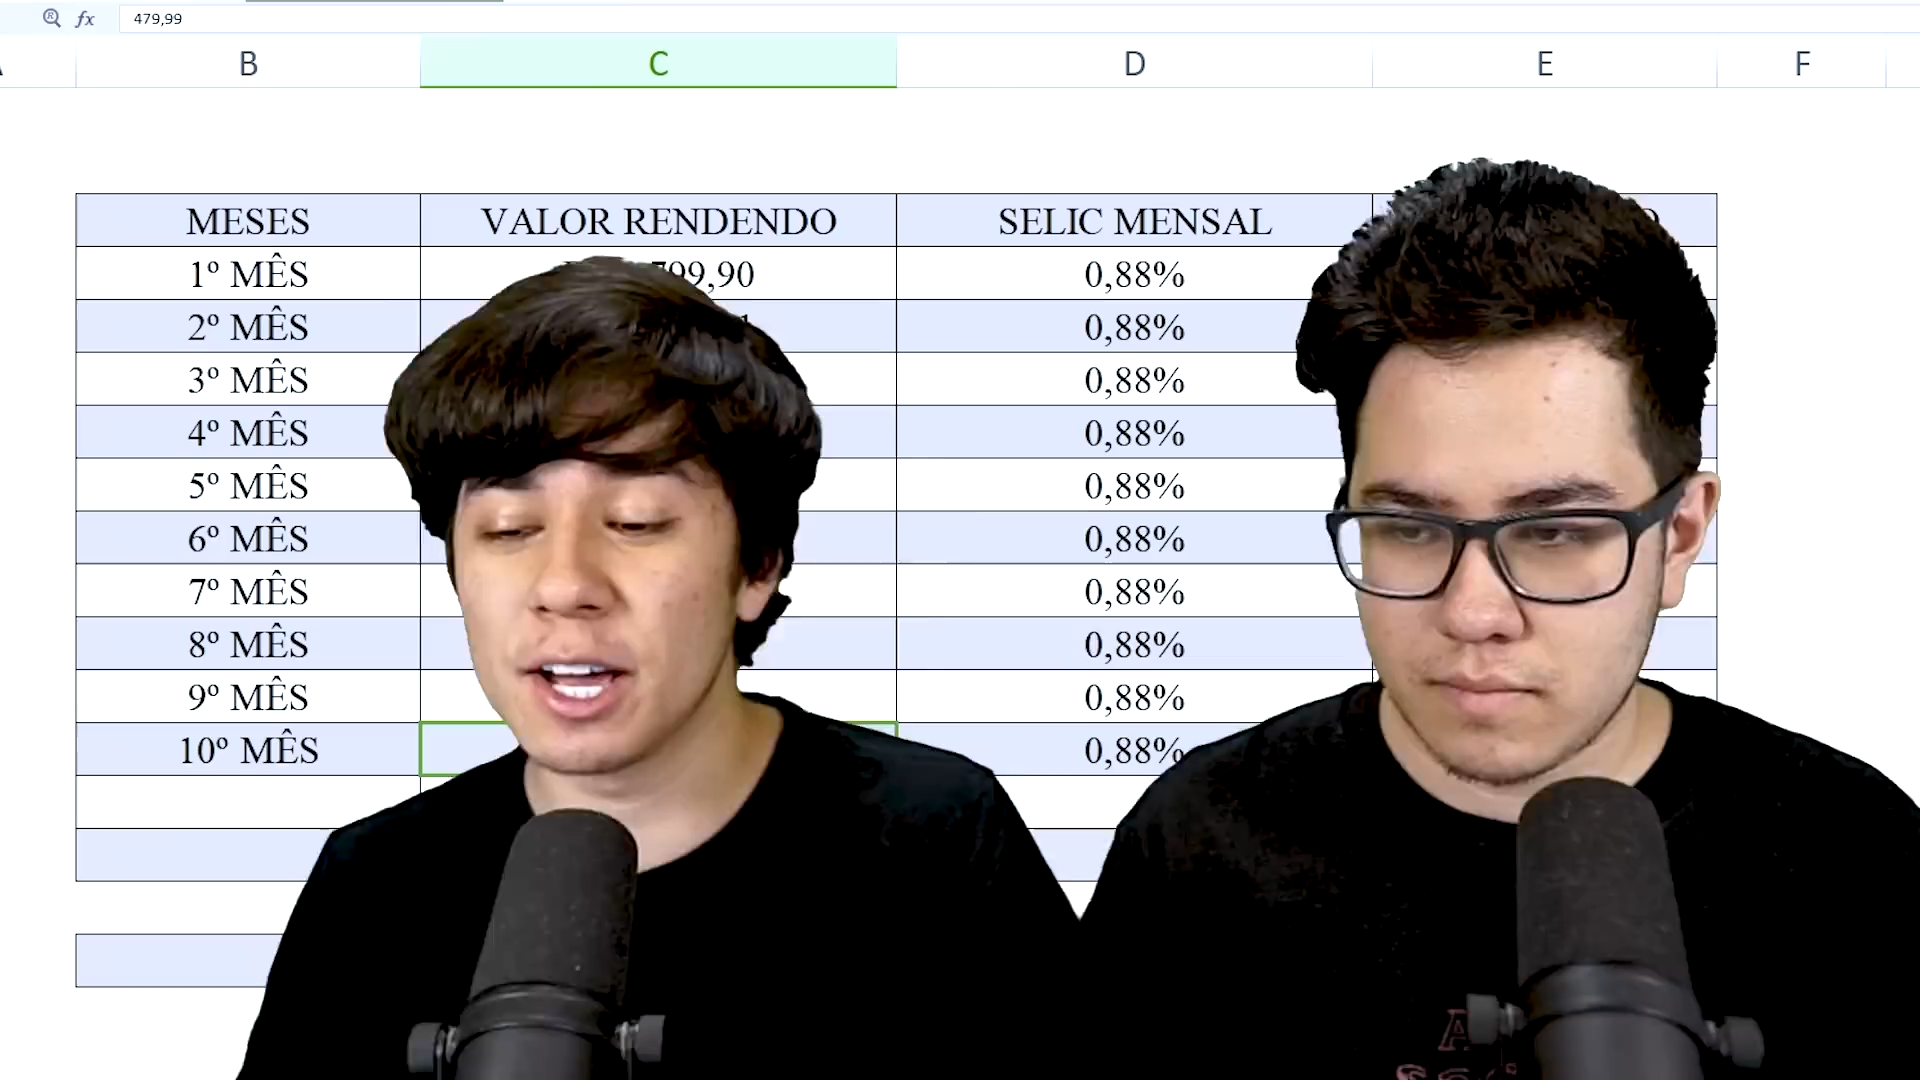 fx 479,99
B C D E F
MESES VALOR RENDENDO SELIC MENSAL
1º MÊS 799,90 0,88%
2º MÊS 0,88%
3º MÊS 0,88%
4º MÊS 0,88%
5º MÊS 0,88%
6º MÊS 0,88%
7º MÊS 0,88%
8º MÊS 0,88%
9º MÊS 0,88%
10º MÊS 0,88%